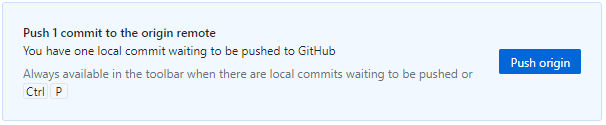 Push 1 commit to the origin remote
You have one local commit waiting to be pushed to GitHub
Always available in the toolbar when there are local commits waiting to be pushed or
Ctrl P
Push origin